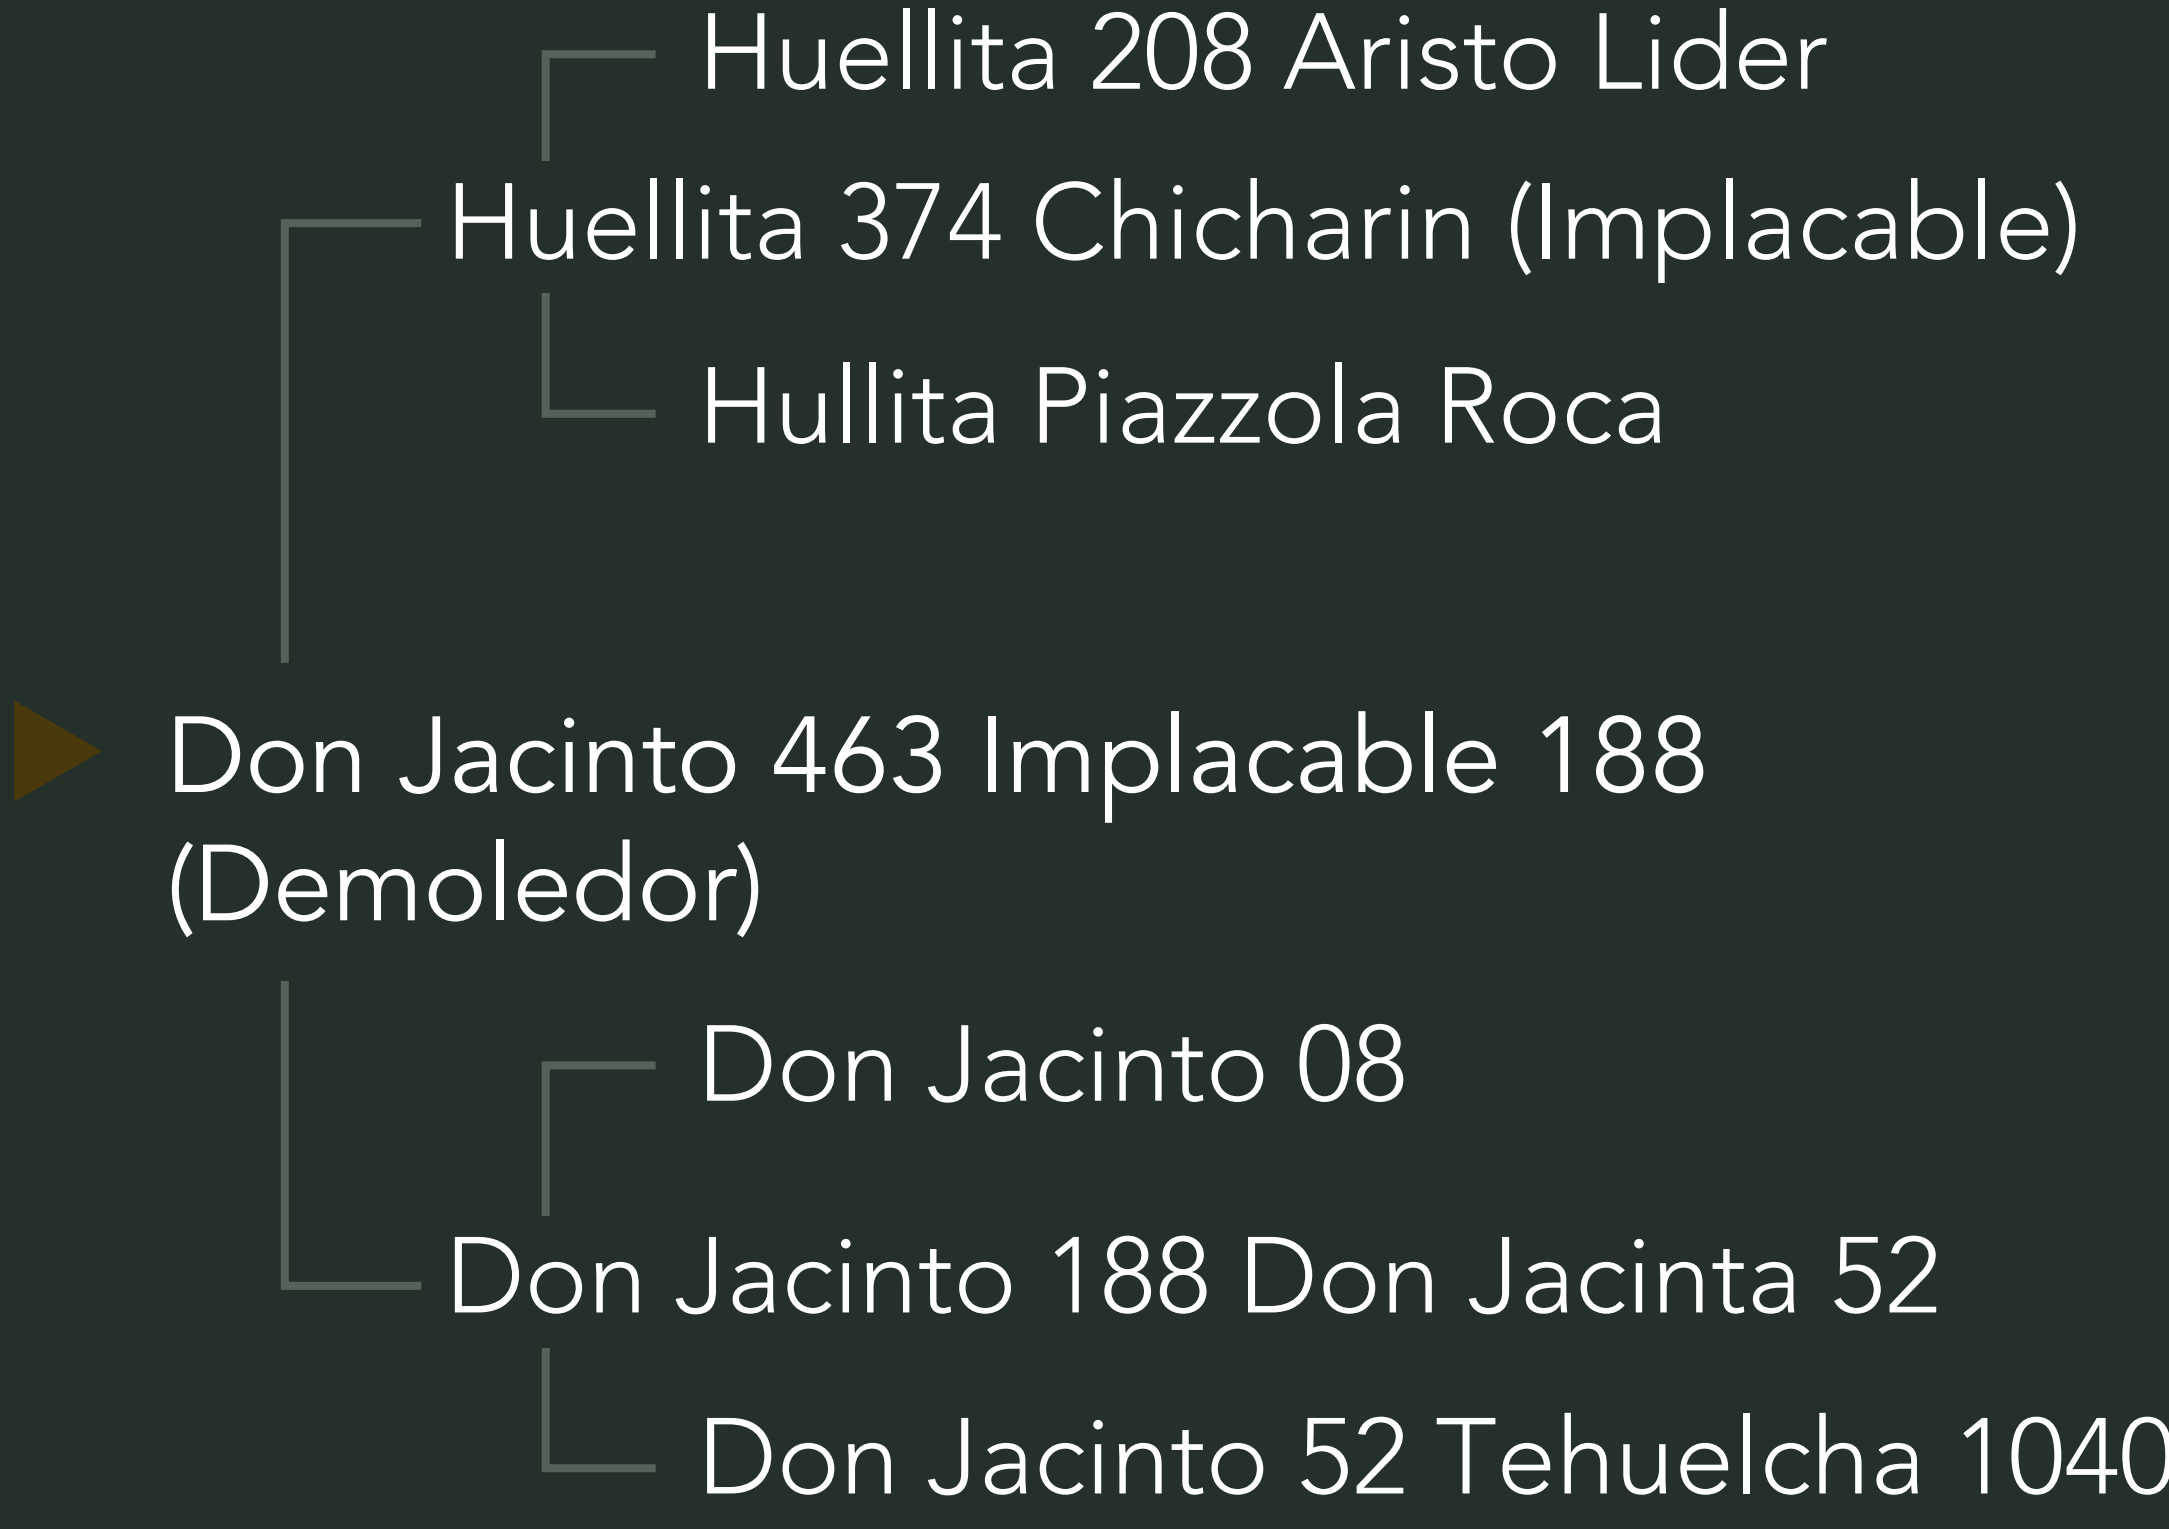 Huellita 208 Aristo Lider
Huellita 374 Chicharin (Implacable)
Hullita Piazzola Roca
Don Jacinto 463 Implacable 188
(Demoledor)
Don Jacinto 08
Don Jacinto 188 Don Jacinta 52
Don Jacinto 52 Tehuelcha 1040